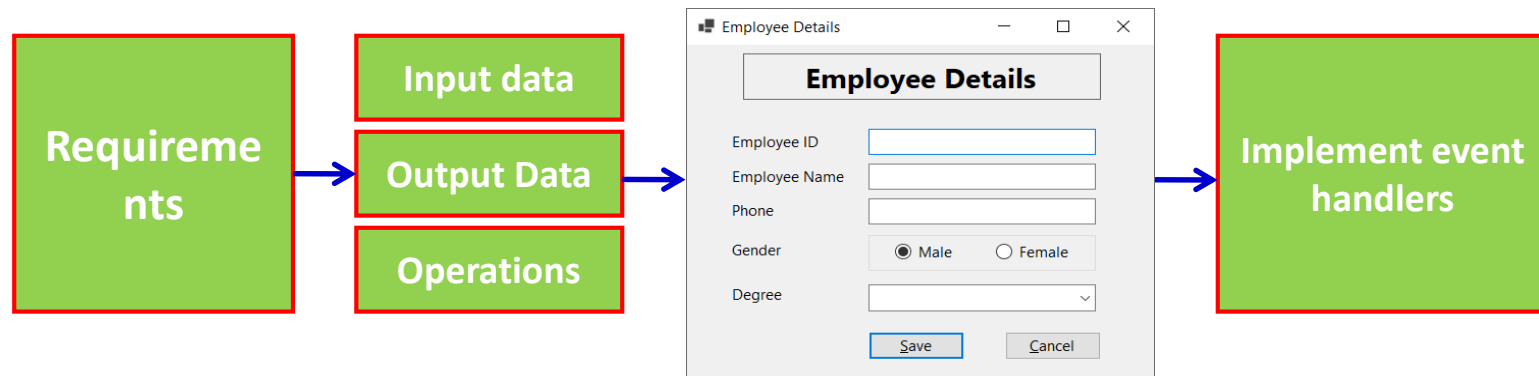 Requireme
nts
Input data
Output Data
Operations
Employee Details
Employee Details
Employee ID
Employee Name
Phone
Gender
Male
Female
Degree
Save
Cancel
Implement event
handlers